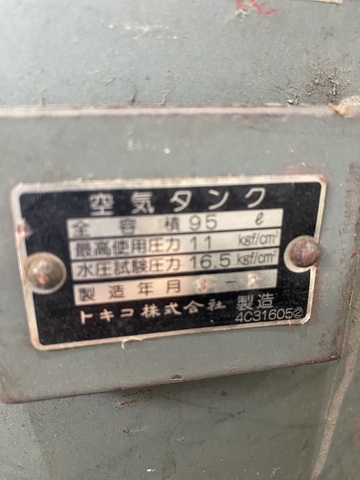 空気タンク
全容積 95 ℓ
最高使用圧力 11 kgf/cm²
水圧試験圧力 16.5 kgf/cm²
製造年月
トキコ株式会社 製造
4C31605②